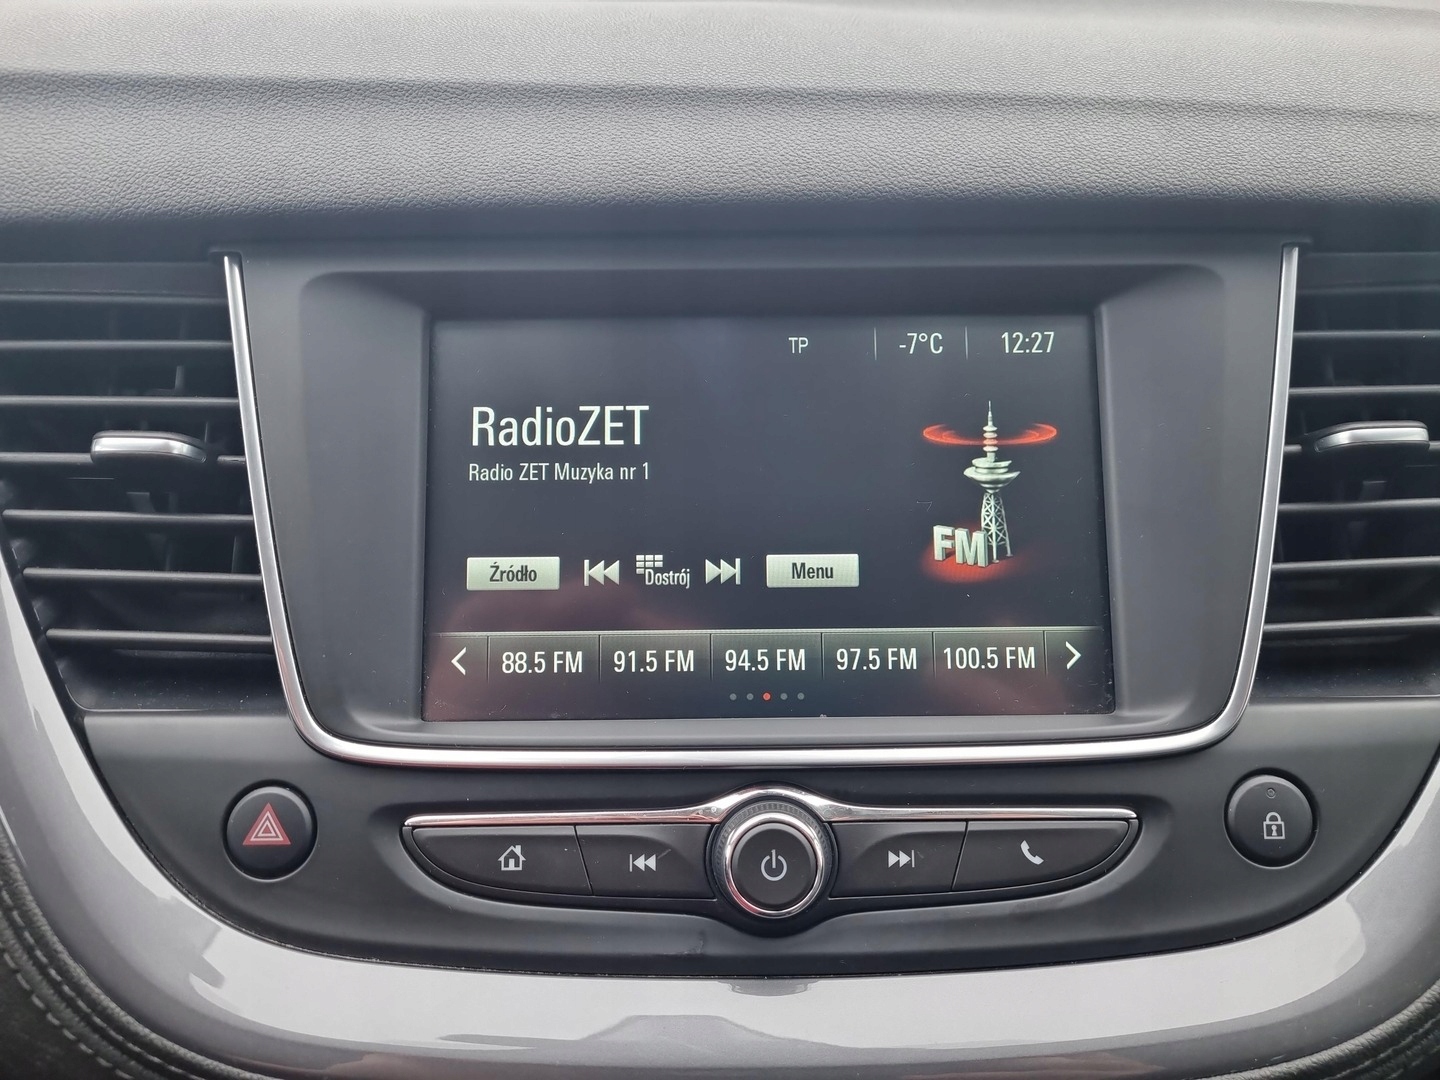 TP -7°C 12:27
RadioZET
Radio ZET Muzyka nr 1
FM
Źródło Dostrój Menu
88.5 FM 91.5 FM 94.5 FM 97.5 FM 100.5 FM